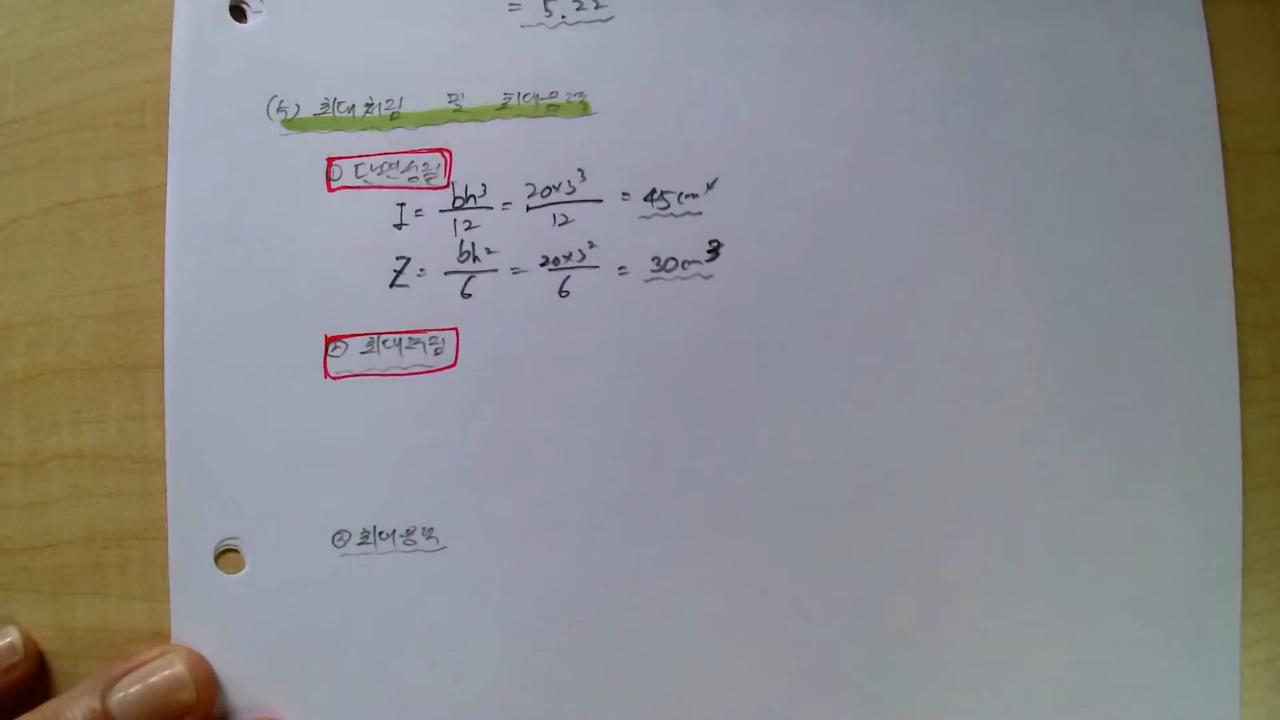 = 5.22
(5) 최대처짐 및 최대응력
① 단면성질
I = bh³/12 = 20×3³/12 = 45cm⁴
Z = bh²/6 = 20×3²/6 = 30cm³
② 최대처짐
③ 최대응력